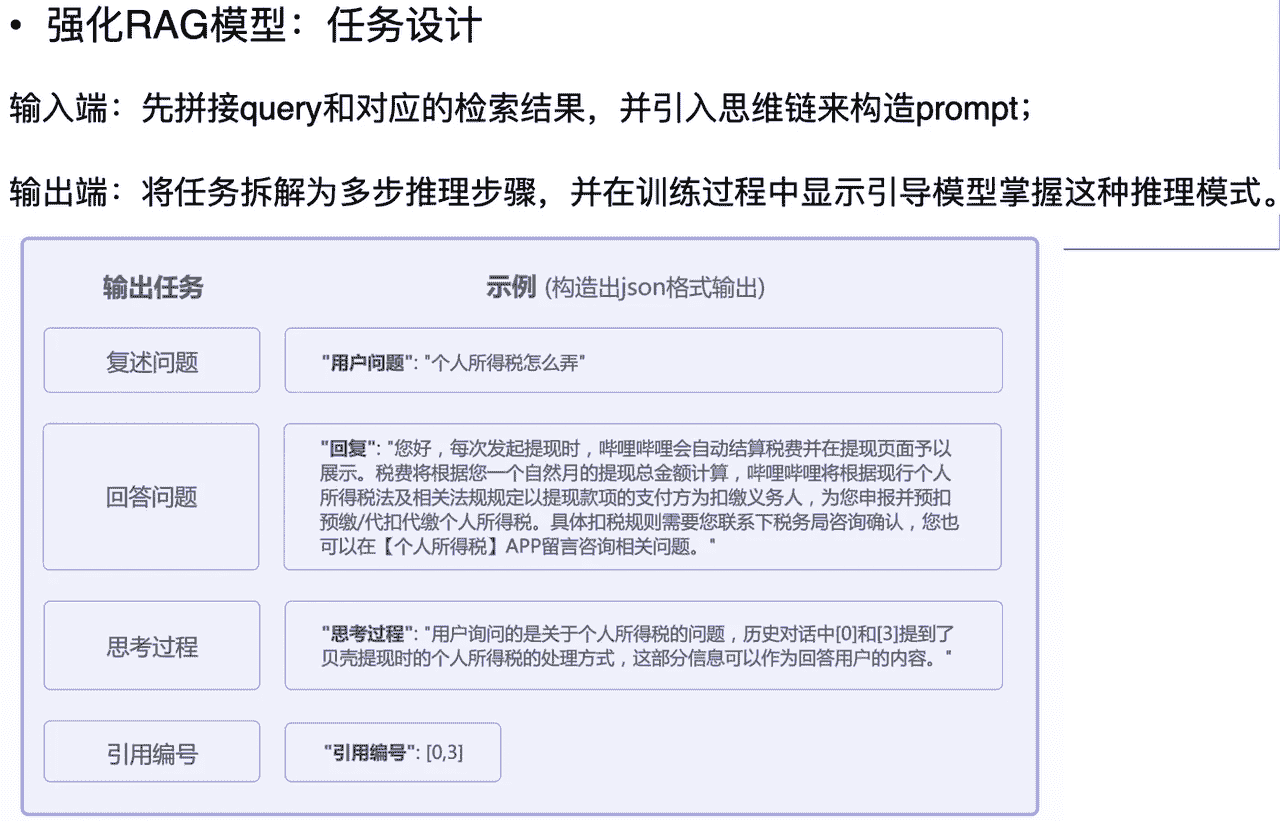 • 强化RAG模型：任务设计
输入端：先拼接query和对应的检索结果，并引入思维链来构造prompt；
输出端：将任务拆解为多步推理步骤，并在训练过程中显示引导模型掌握这种推理模式。
输出任务
示例 (构造出json格式输出)
复述问题
"用户问题": "个人所得税怎么弄"
回答问题
"回复": "您好，每次发起提现时，哔哩哔哩会自动结算税费并在提现页面予以
展示。税费将根据您一个自然月的提现总金额计算，哔哩哔哩将根据现行个人
所得税法及相关法规规定以提现款项的支付方为扣缴义务人，为您申报并预扣
预缴/代扣代缴个人所得税。具体扣税规则需要您联系下税务局咨询确认，您也
可以在【个人所得税】APP留言咨询相关问题。"
思考过程
"思考过程": "用户询问的是关于个人所得税的问题，历史对话中[0]和[3]提到了
贝壳提现时的个人所得税的处理方式，这部分信息可以作为回答用户的内容。"
引用编号
"引用编号": [0,3]